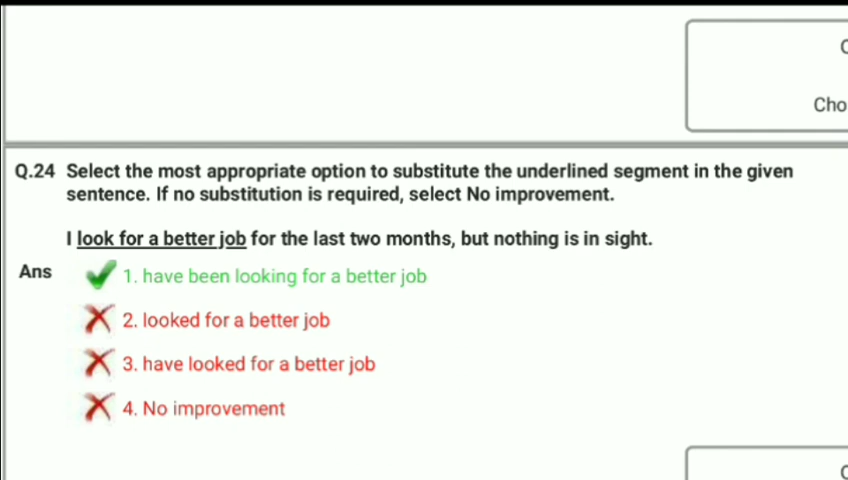 Cho
Q.24 Select the most appropriate option to substitute the underlined segment in the given
sentence. If no substitution is required, select No improvement.
I look for a better job for the last two months, but nothing is in sight.
Ans 1. have been looking for a better job
2. looked for a better job
3. have looked for a better job
4. No improvement